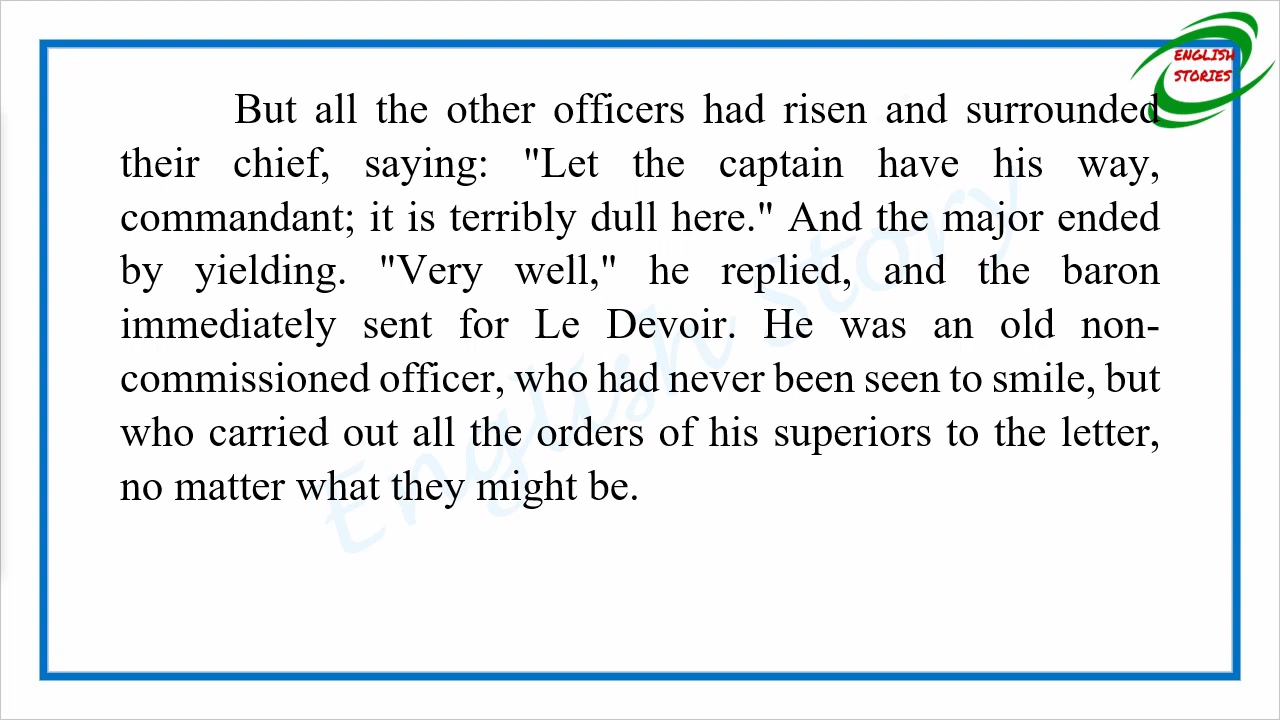 ENGLISH
STORIES
But all the other officers had risen and surrounded
their chief, saying: "Let the captain have his way,
commandant; it is terribly dull here." And the major ended
by yielding. "Very well," he replied, and the baron
immediately sent for Le Devoir. He was an old non-
commissioned officer, who had never been seen to smile, but
who carried out all the orders of his superiors to the letter,
no matter what they might be.
English Story